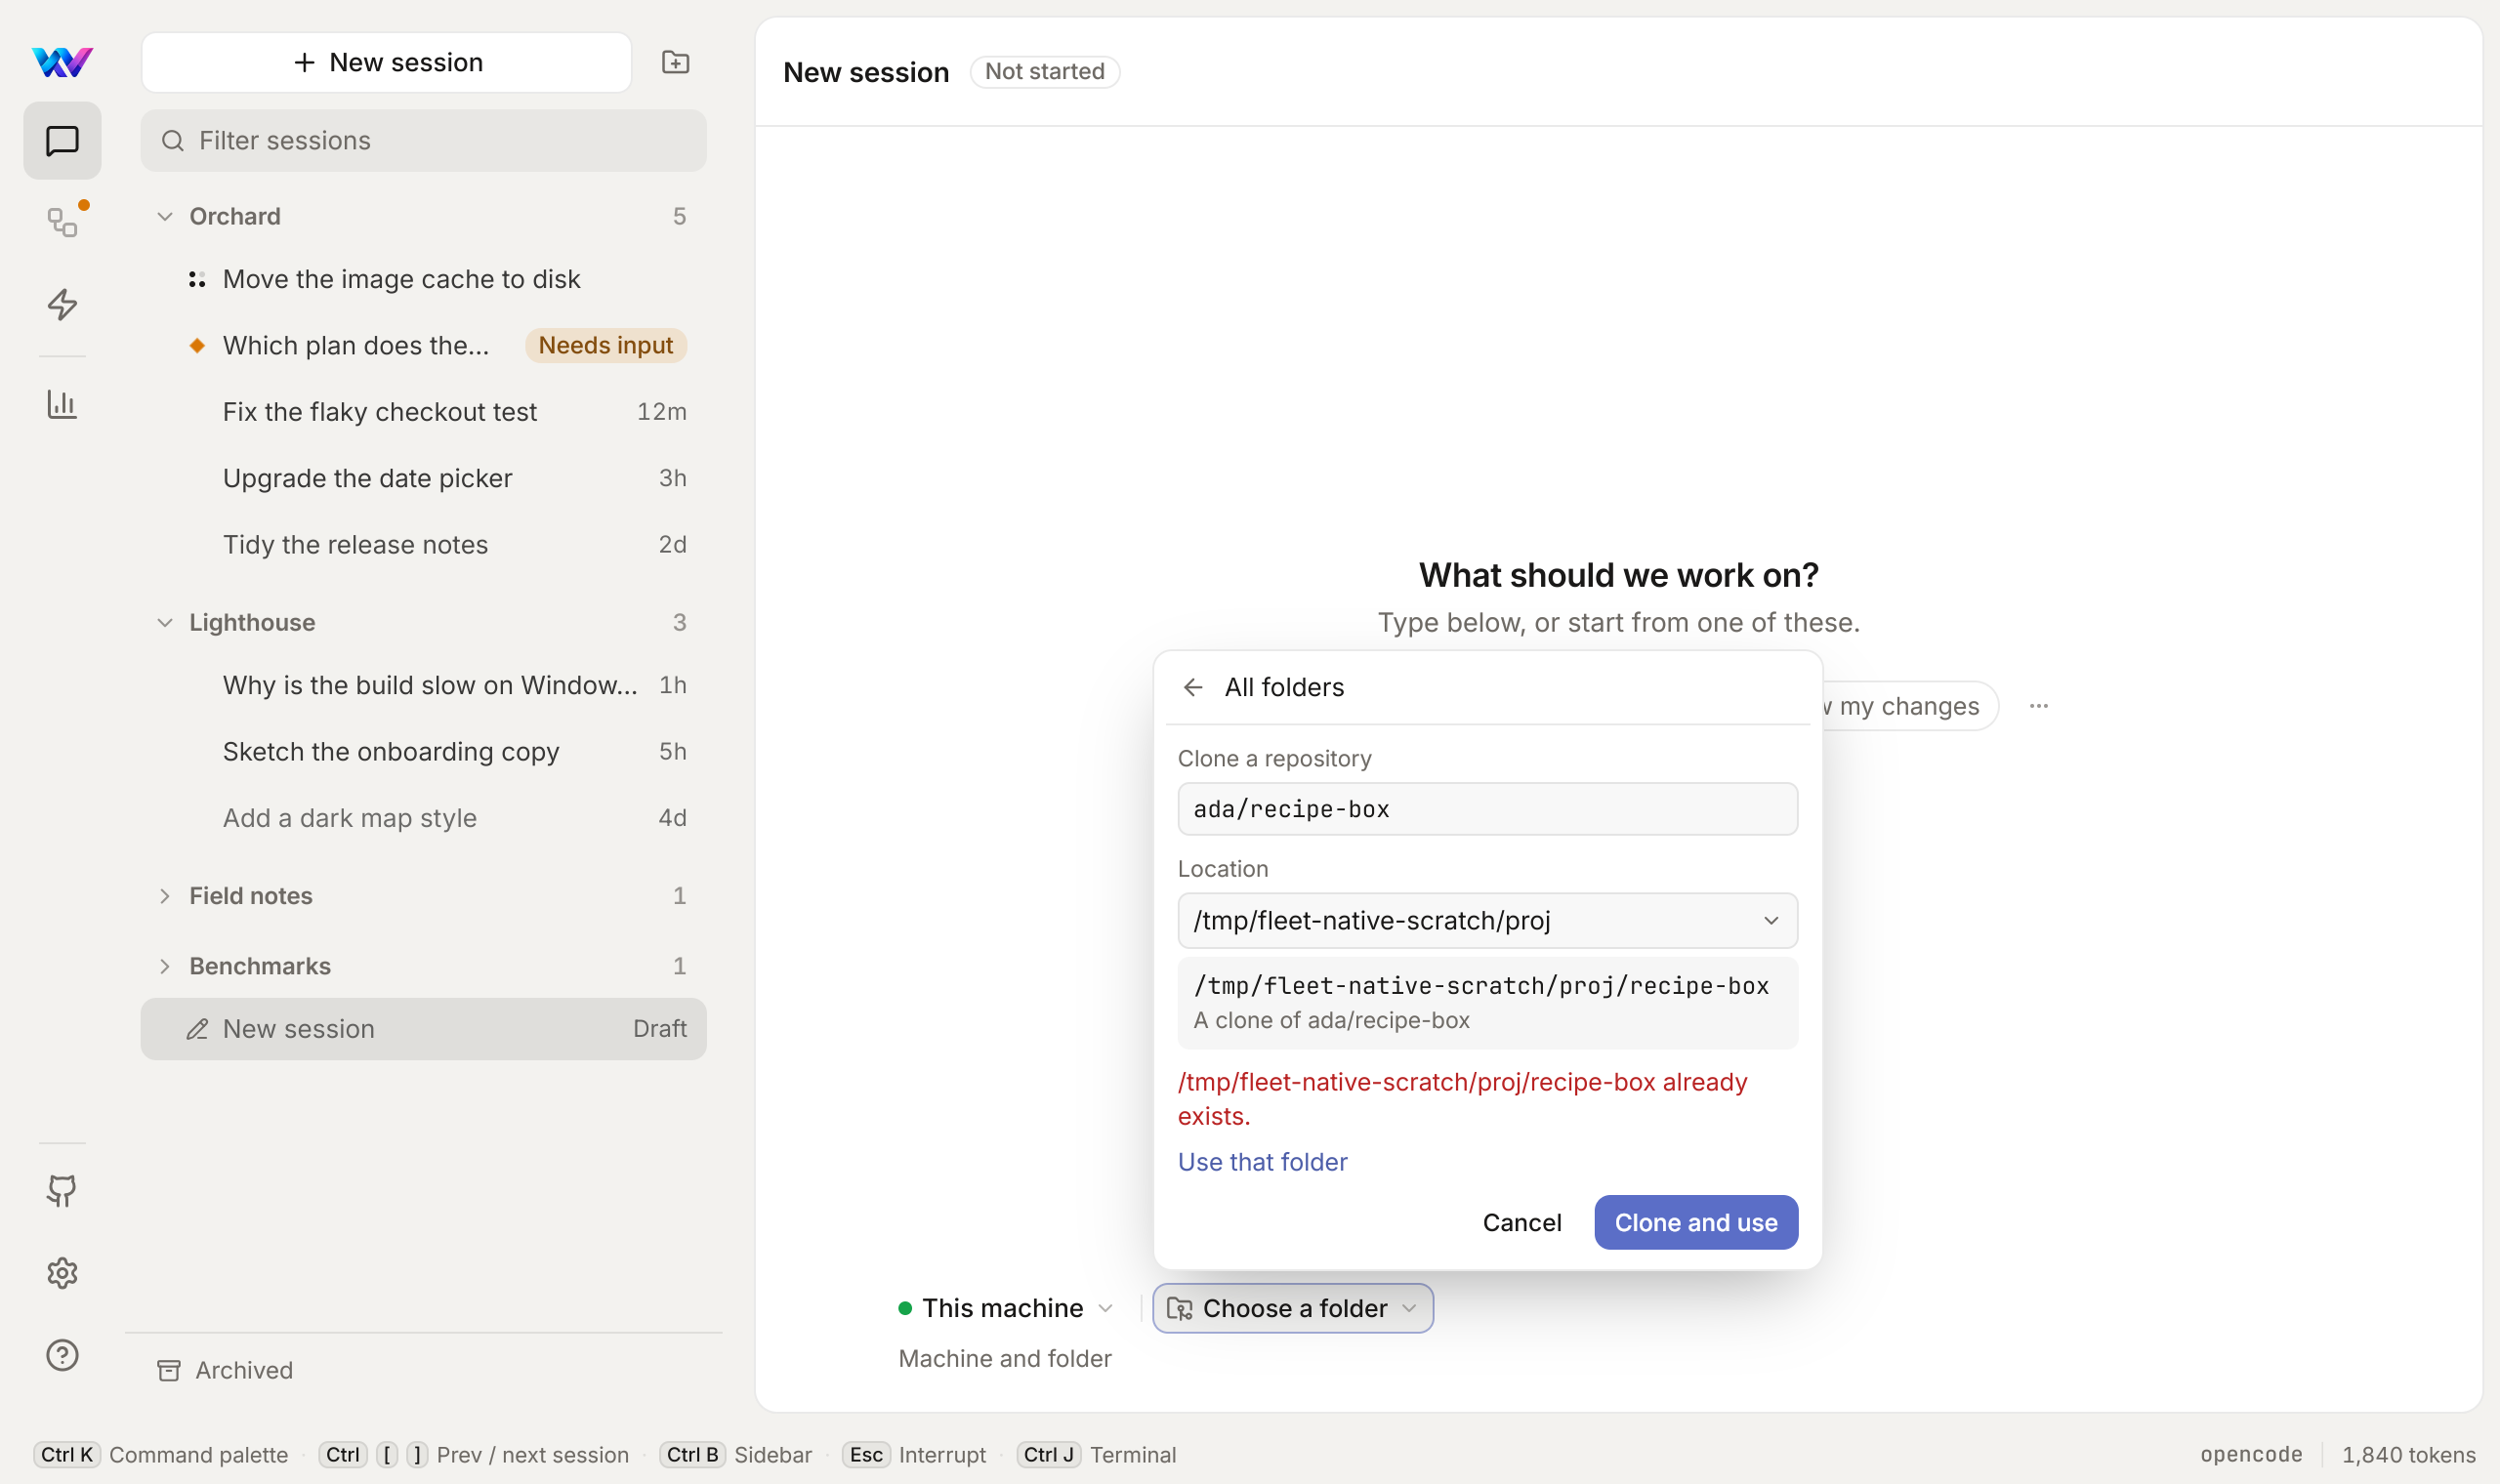 New session
Filter sessions
Orchard 5
Move the image cache to disk
Which plan does the... Needs input
Fix the flaky checkout test 12m
Upgrade the date picker 3h
Tidy the release notes 2d
Lighthouse 3
Why is the build slow on Window... 1h
Sketch the onboarding copy 5h
Add a dark map style 4d
Field notes 1
Benchmarks 1
New session Draft
Archived
New session Not started
What should we work on?
Type below, or start from one of these.
my changes
All folders
Clone a repository
ada/recipe-box
Location
/tmp/fleet-native-scratch/proj
/tmp/fleet-native-scratch/proj/recipe-box
A clone of ada/recipe-box
/tmp/fleet-native-scratch/proj/recipe-box already
exists.
Use that folder
Cancel Clone and use
This machine Choose a folder
Machine and folder
Ctrl K Command palette · Ctrl [ ] Prev / next session · Ctrl B Sidebar · Esc Interrupt · Ctrl J Terminal
opencode 1,840 tokens